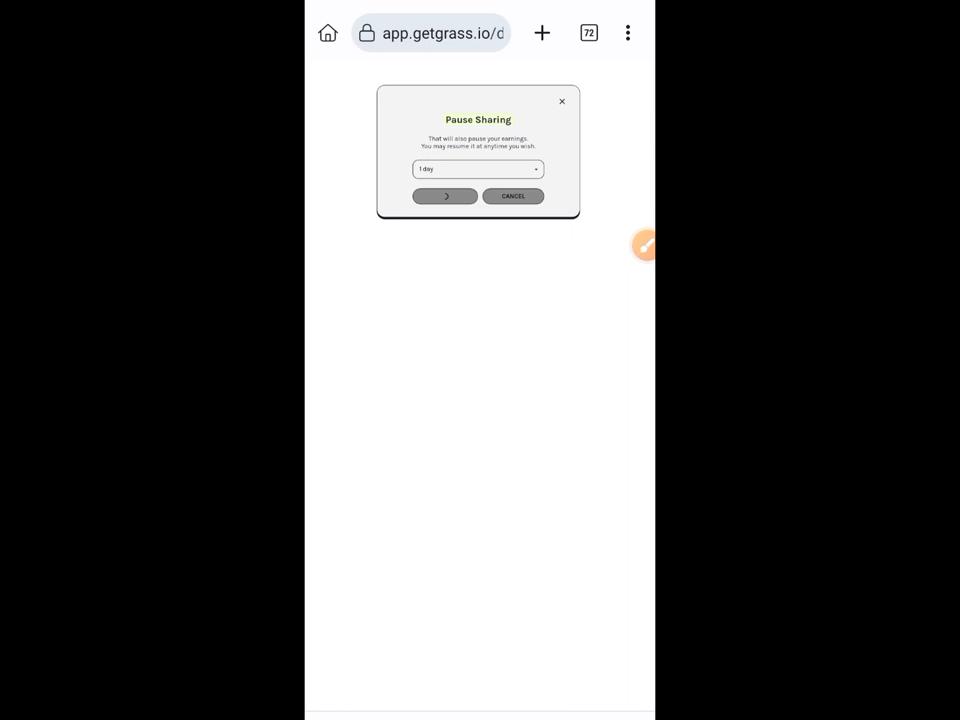 app.getgrass.io/d
72
Pause Sharing
That will also pause your earnings.
You may resume it at anytime you wish.
1 day
CANCEL